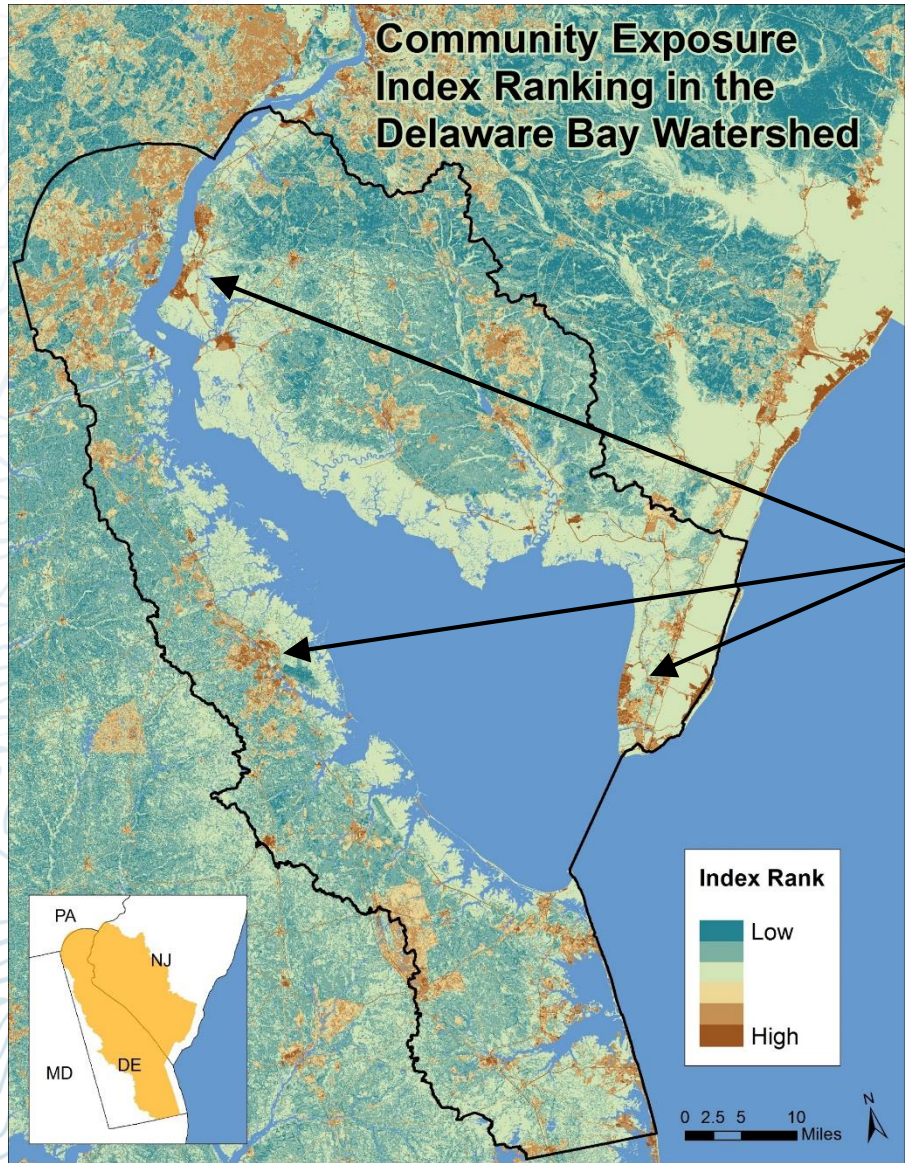 Community Exposure
Index Ranking in the
Delaware Bay Watershed
Index Rank
Low
High
PA
NJ
MD
DE
N
0 2.5 5 10
Miles